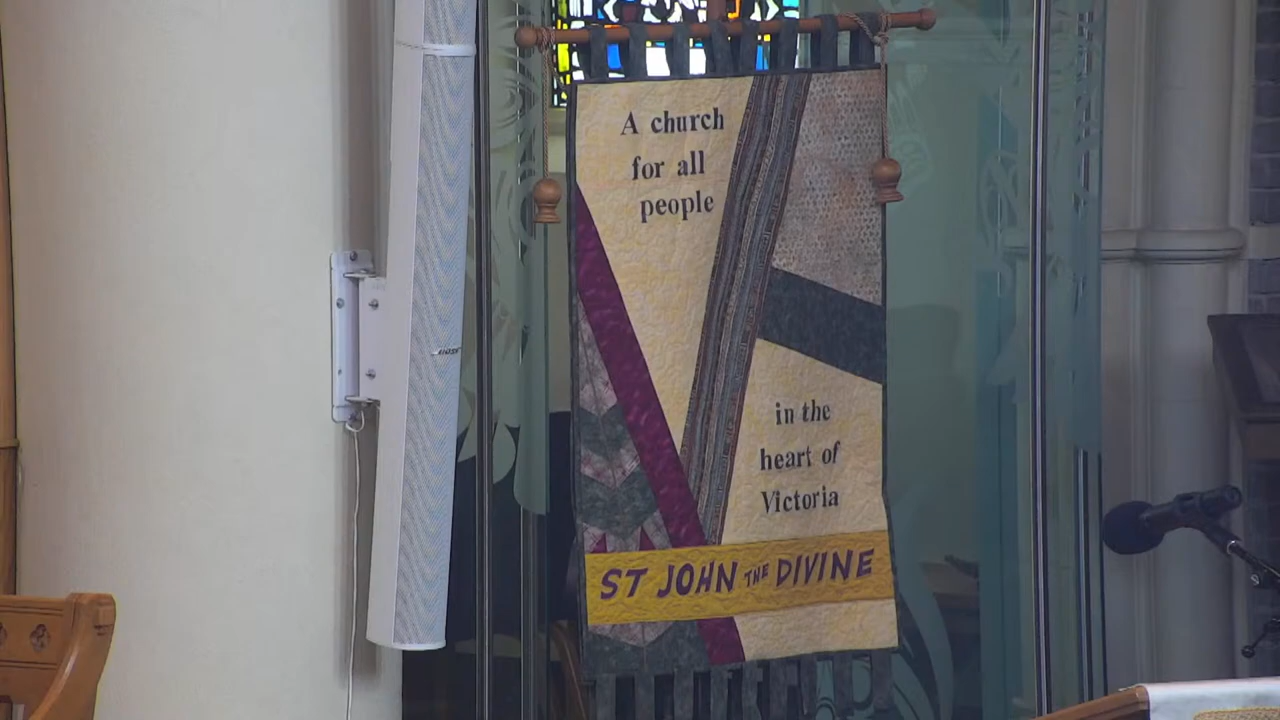 A church
for all
people
in the
heart of
Victoria
ST JOHN THE DIVINE